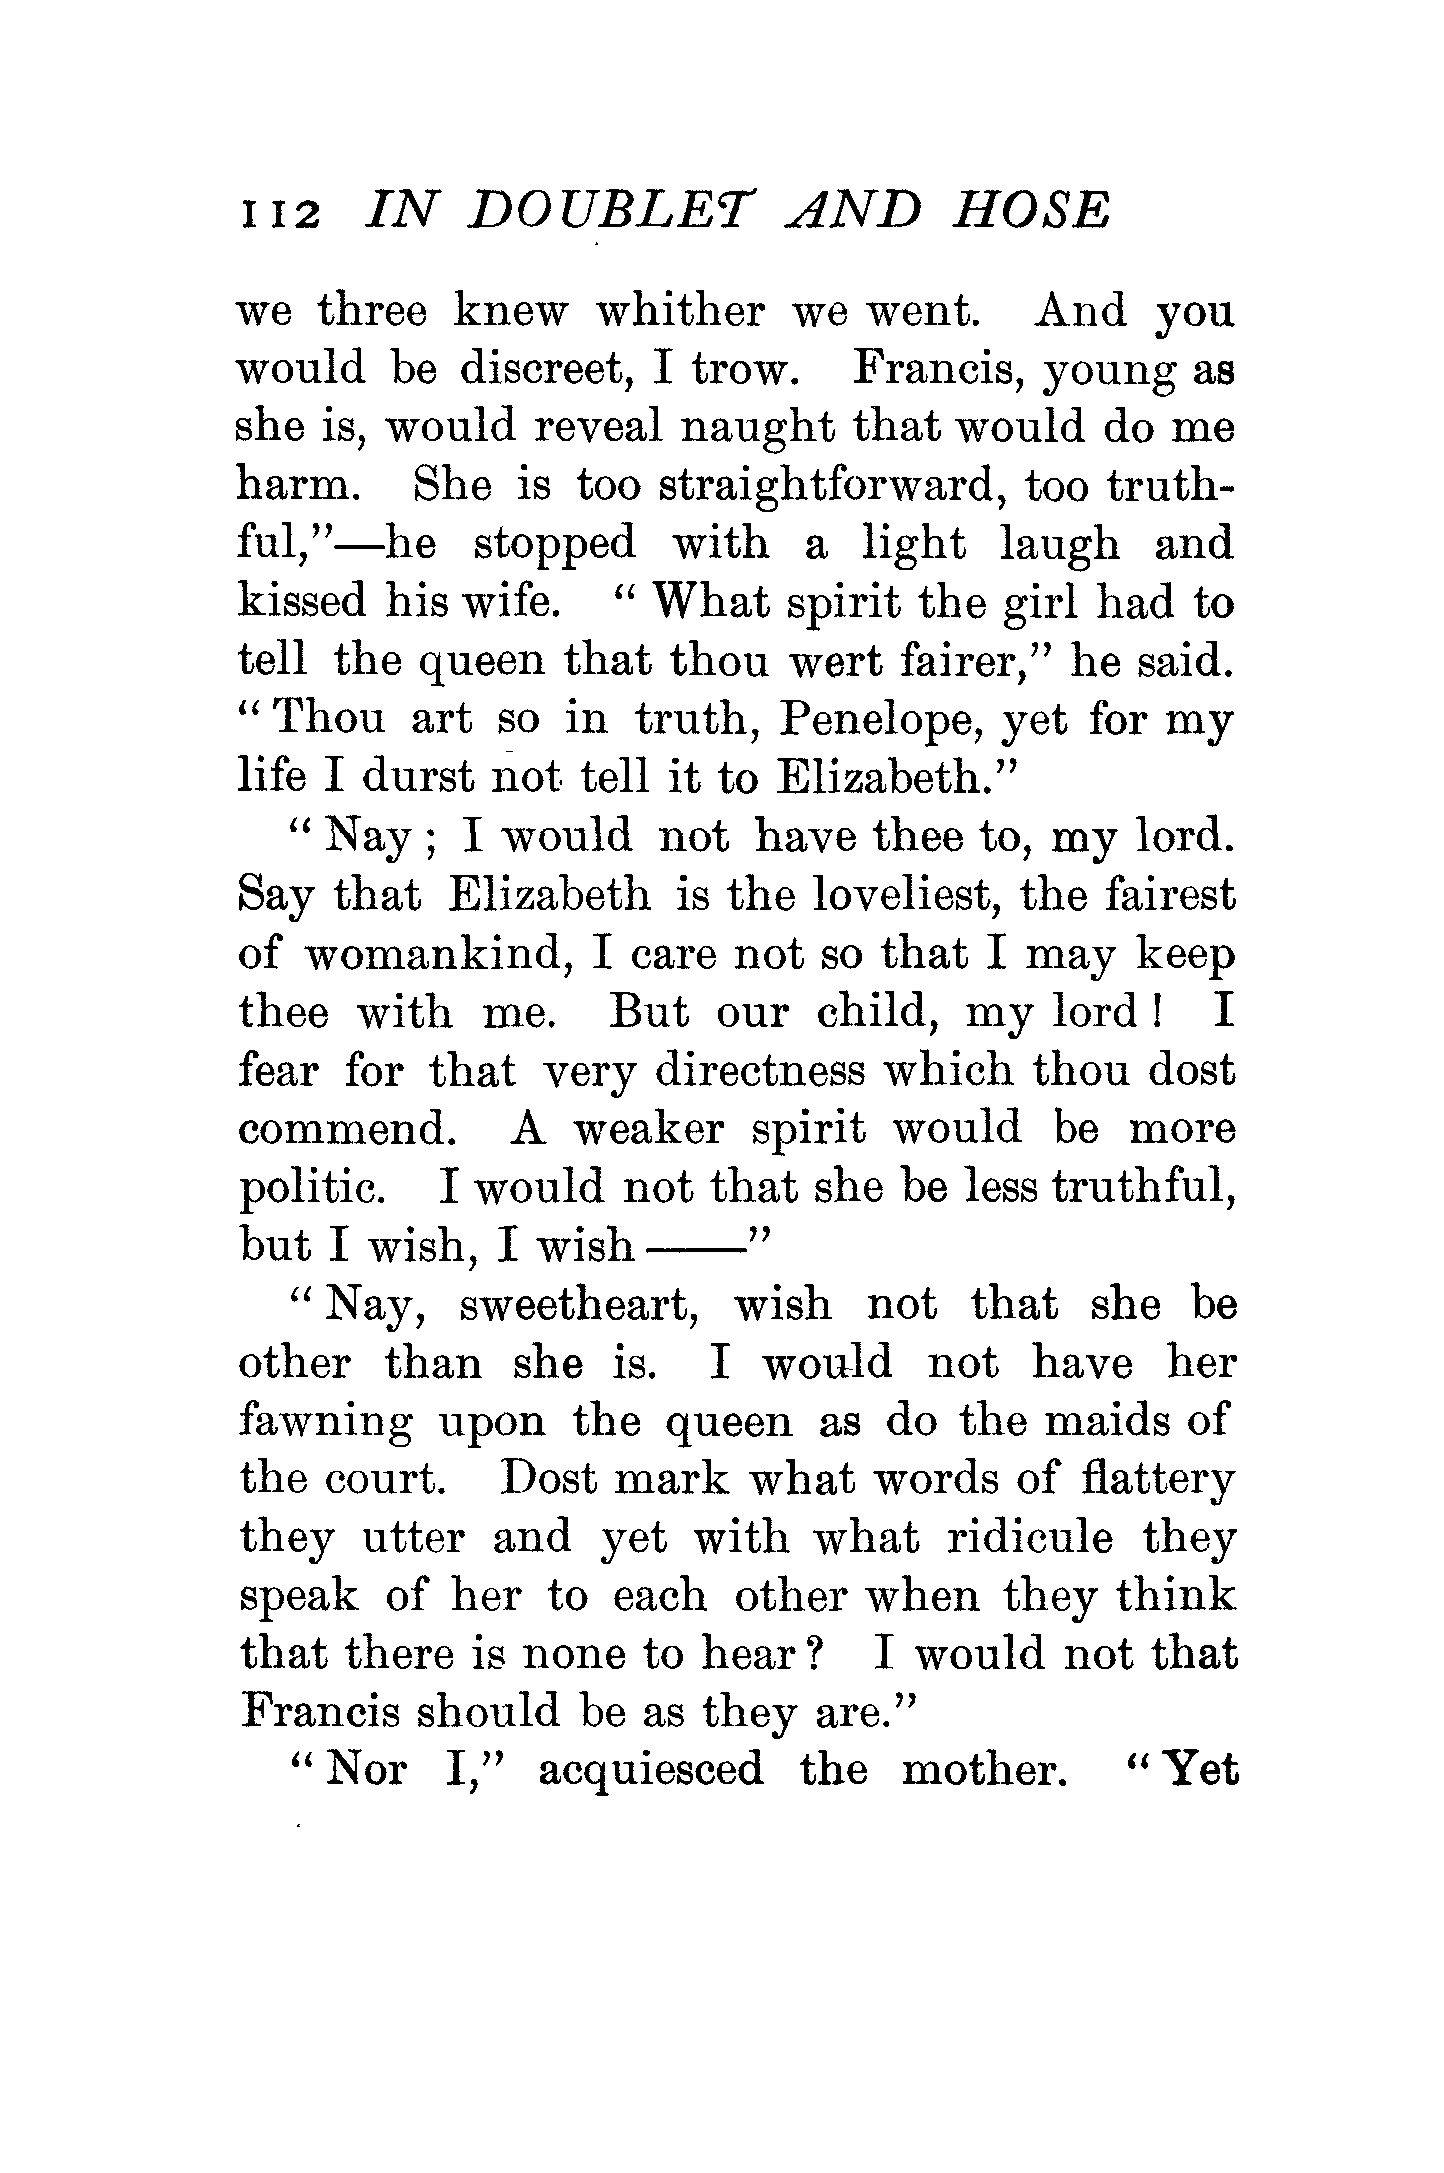 112 IN DOUBLET AND HOSE
we three knew whither we went. And you
would be discreet, I trow. Francis, young as
she is, would reveal naught that would do me
harm. She is too straightforward, too truth-
ful,”—he stopped with a light laugh and
kissed his wife. “ What spirit the girl had to
tell the queen that thou wert fairer,” he said.
“ Thou art so in truth, Penelope, yet for my
life I durst not tell it to Elizabeth.”
“ Nay ; I would not have thee to, my lord.
Say that Elizabeth is the loveliest, the fairest
of womankind, I care not so that I may keep
thee with me. But our child, my lord ! I
fear for that very directness which thou dost
commend. A weaker spirit would be more
politic. I would not that she be less truthful,
but I wish, I wish ——”
“ Nay, sweetheart, wish not that she be
other than she is. I would not have her
fawning upon the queen as do the maids of
the court. Dost mark what words of flattery
they utter and yet with what ridicule they
speak of her to each other when they think
that there is none to hear ? I would not that
Francis should be as they are.”
“ Nor I,” acquiesced the mother. “ Yet